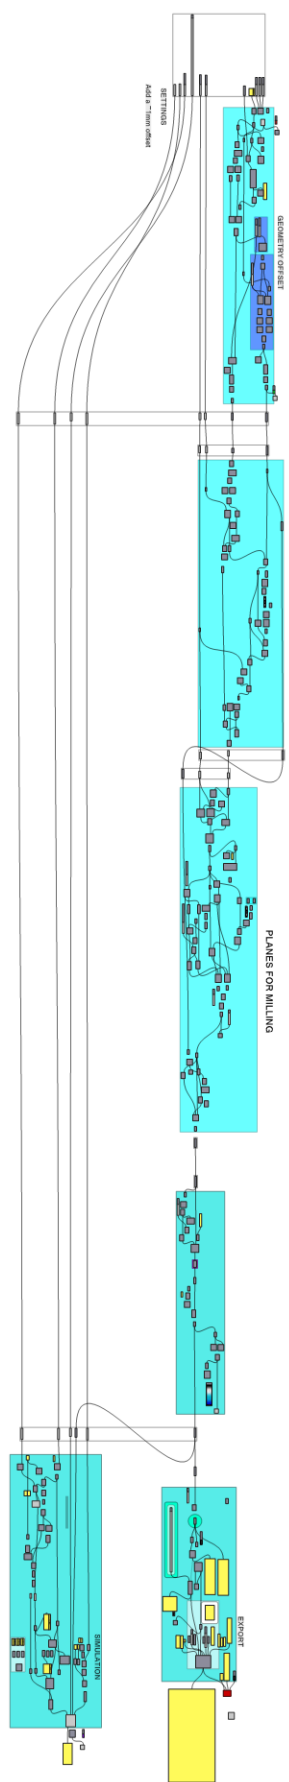 SETTINGS
Add a ~1mm offset
GEOMETRY OFFSET
PLANES FOR MILLING
SIMULATION
EXPORT